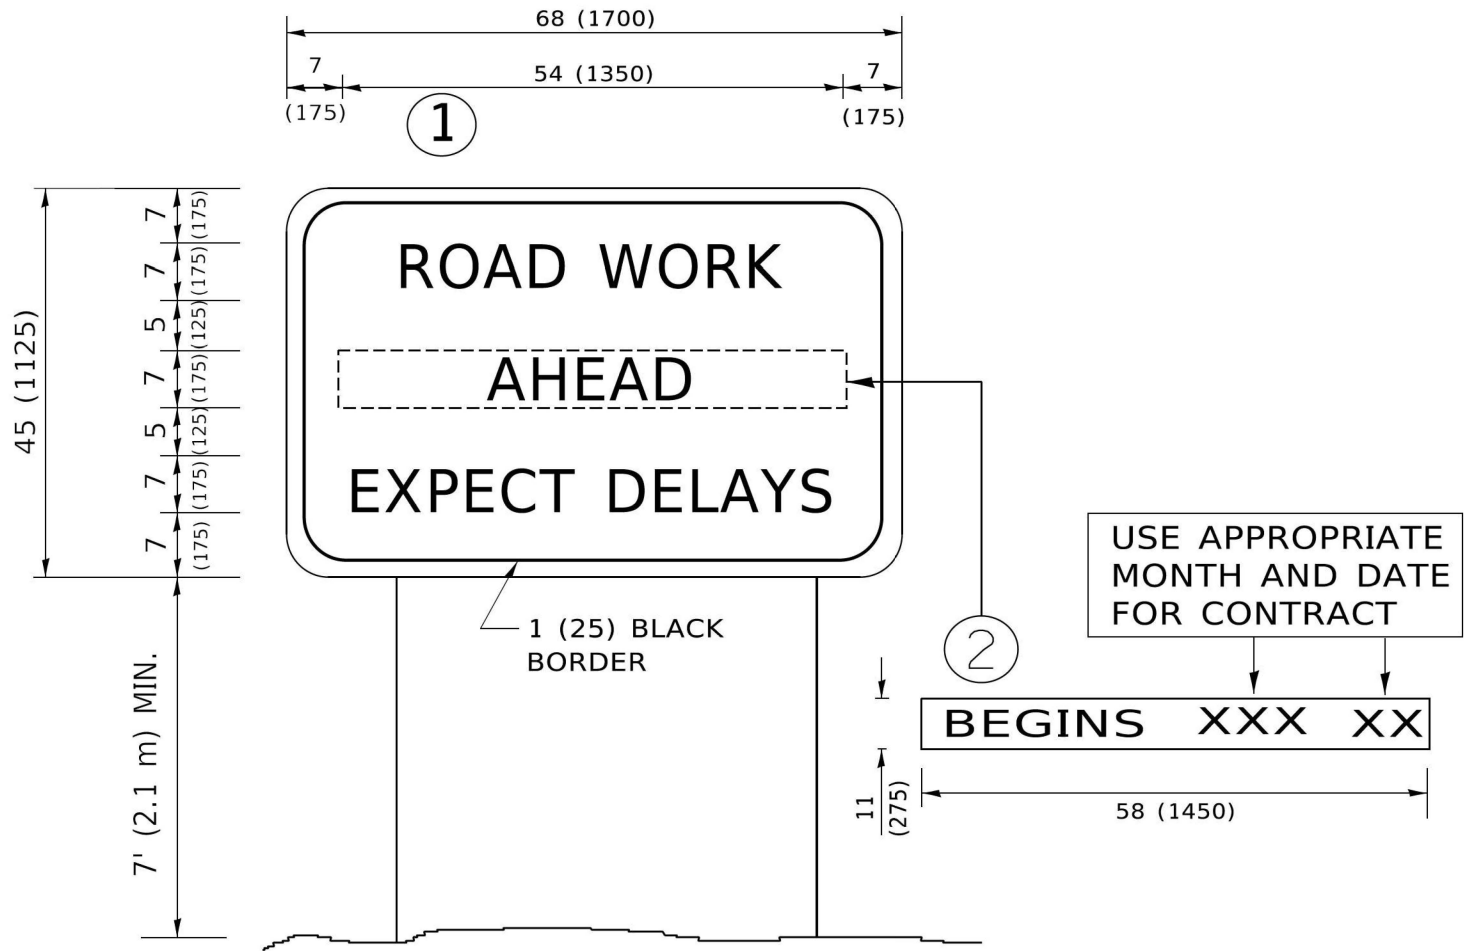 68 (1700)
7
54 (1350)
7
(175)
(175)
1
7
(175)
7
(175)
5
(125)
7
(175)
5
(125)
7
(175)
7
(175)
45 (1125)
ROAD WORK
AHEAD
EXPECT DELAYS
1 (25) BLACK
BORDER
7' (2.1 m) MIN.
2
USE APPROPRIATE
MONTH AND DATE
FOR CONTRACT
BEGINS XXX XX
11
(275)
58 (1450)